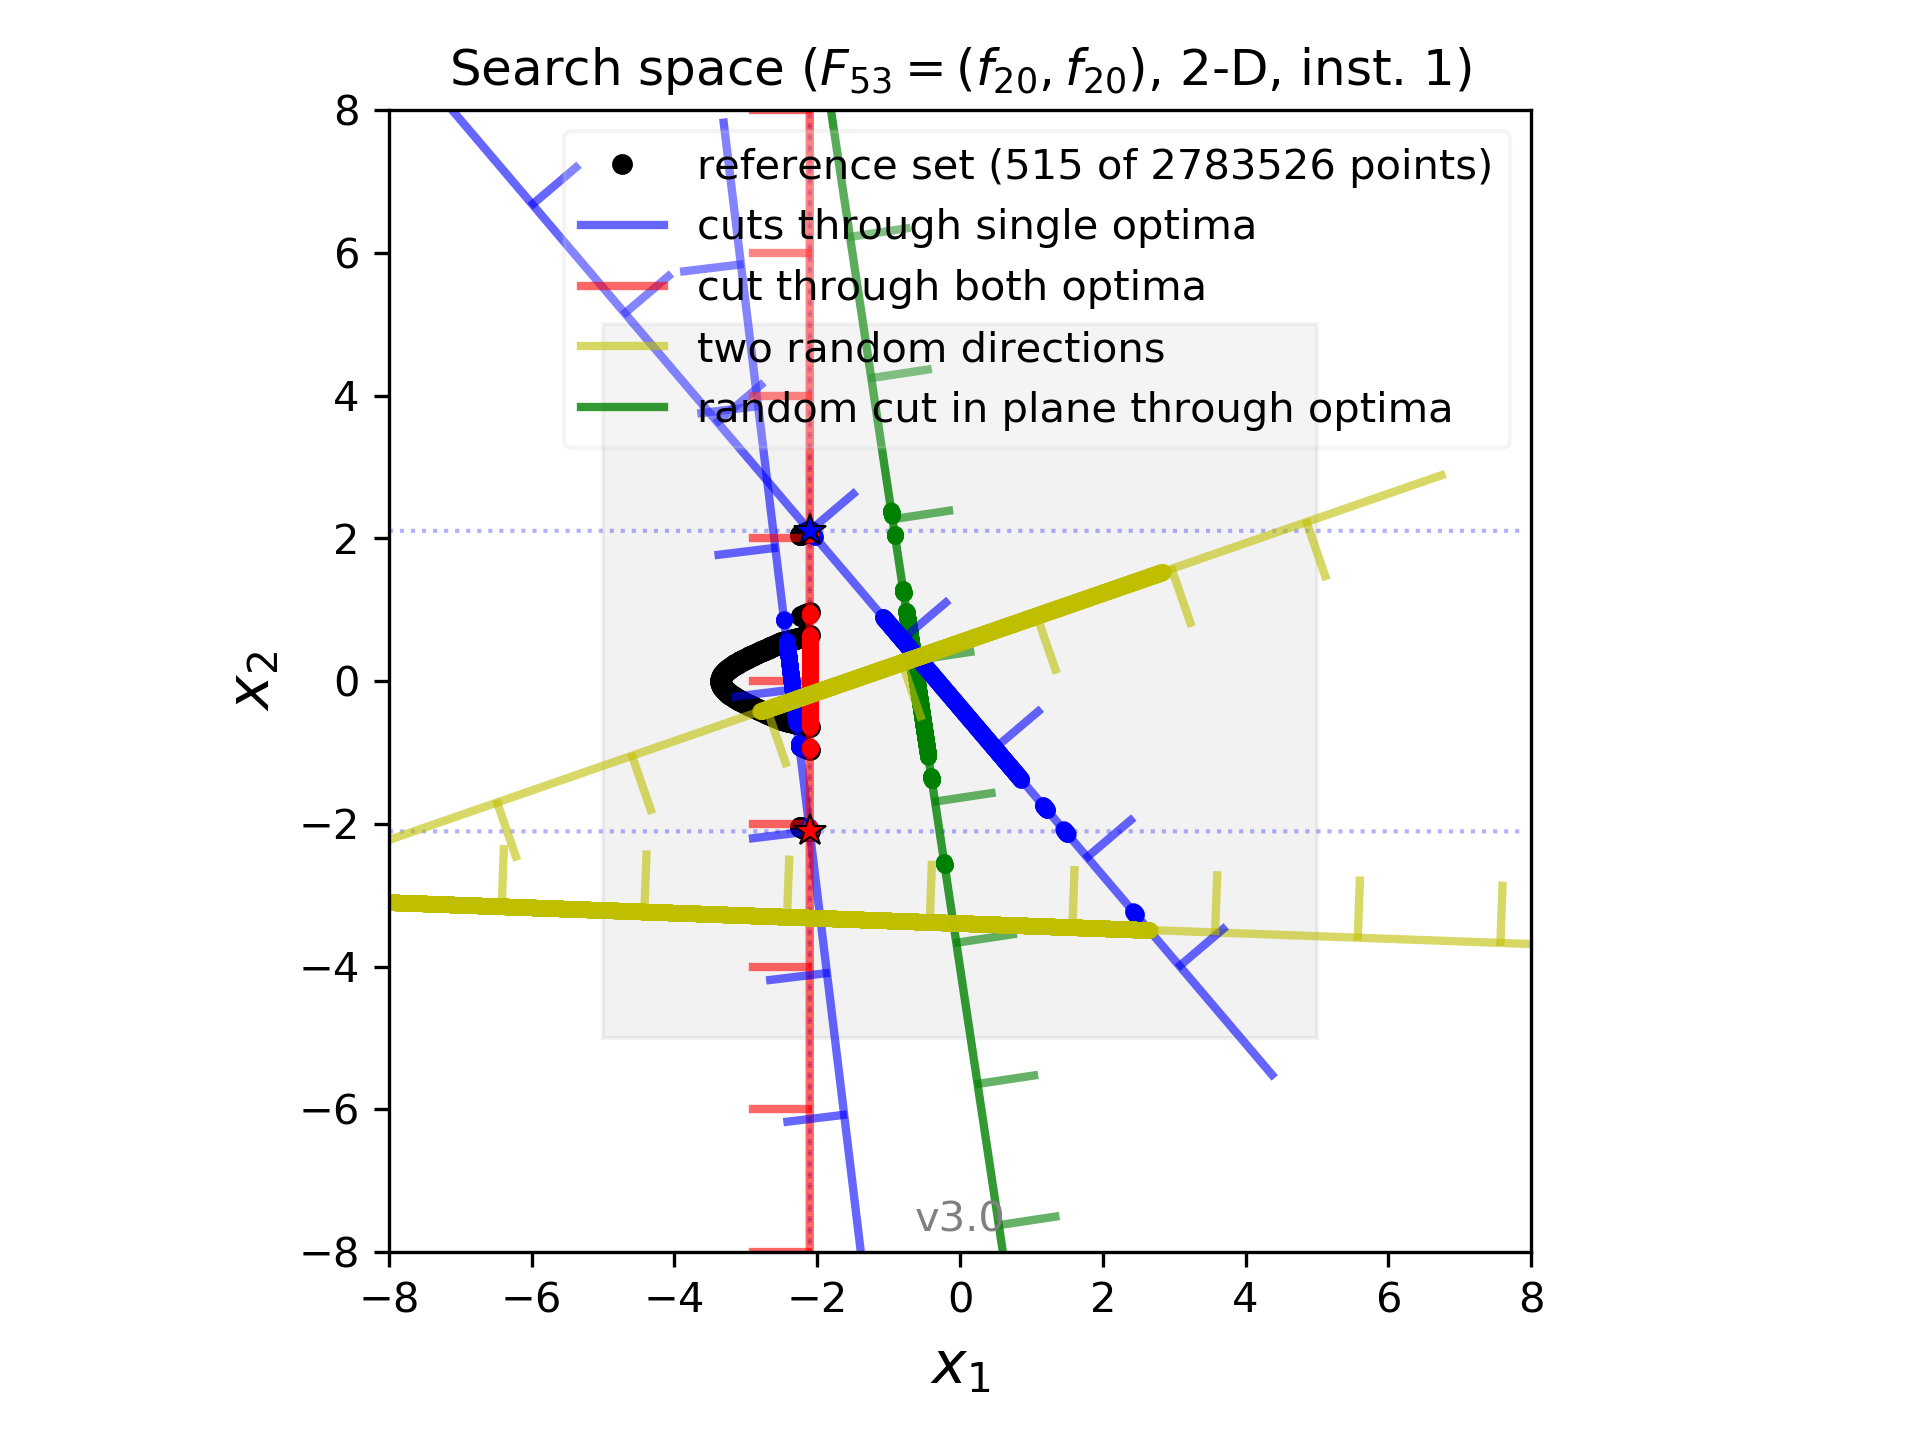 Search space (F53 = (f20, f20), 2-D, inst. 1)
reference set (515 of 2783526 points)
cuts through single optima
cut through both optima
two random directions
random cut in plane through optima
8
6
4
2
0
−2
−4
−6
−8
x2
v3.0
−8 −6 −4 −2 0 2 4 6 8
x1